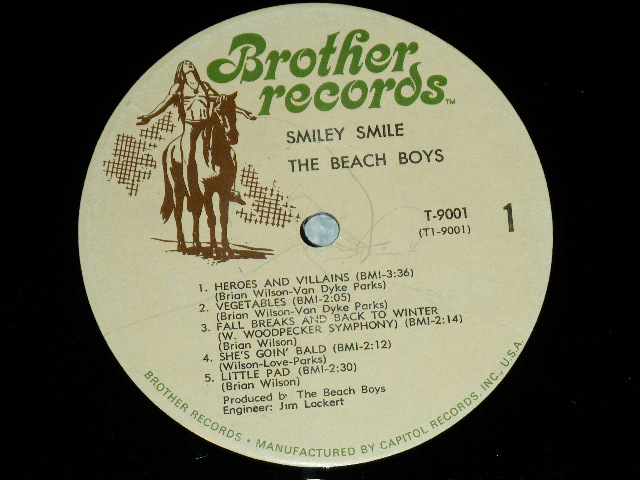 Brother
records™
SMILEY SMILE
THE BEACH BOYS
T-9001
(T1-9001)
1
1. HEROES AND VILLAINS (BMI-3:36)
(Brian Wilson-Van Dyke Parks)
2. VEGETABLES (BMI-2:05)
(Brian Wilson-Van Dyke Parks)
3. FALL BREAKS AND BACK TO WINTER
(W. WOODPECKER SYMPHONY) (BMI-2:14)
(Brian Wilson)
4. SHE'S GOIN' BALD (BMI-2:12)
(Wilson-Love-Parks)
5. LITTLE PAD (BMI-2:30)
(Brian Wilson)
Produced by The Beach Boys
Engineer: Jim Lockert
BROTHER RECORDS • MANUFACTURED BY CAPITOL RECORDS, INC., U.S.A.